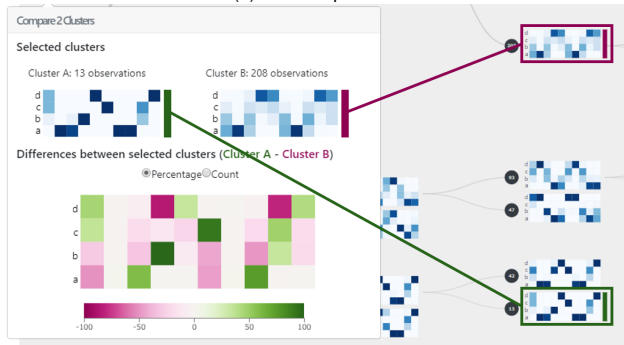 Compare 2 Clusters
Selected clusters
Cluster A: 13 observations
Cluster B: 208 observations
d
c
b
a
d
c
b
a
Differences between selected clusters (Cluster A - Cluster B)
Percentage Count
d
c
b
a
-100 -50 0 50 100
d
c
b
a
93
d
c
b
a
47
d
c
b
a
42
d
c
b
a
13
d
c
b
a